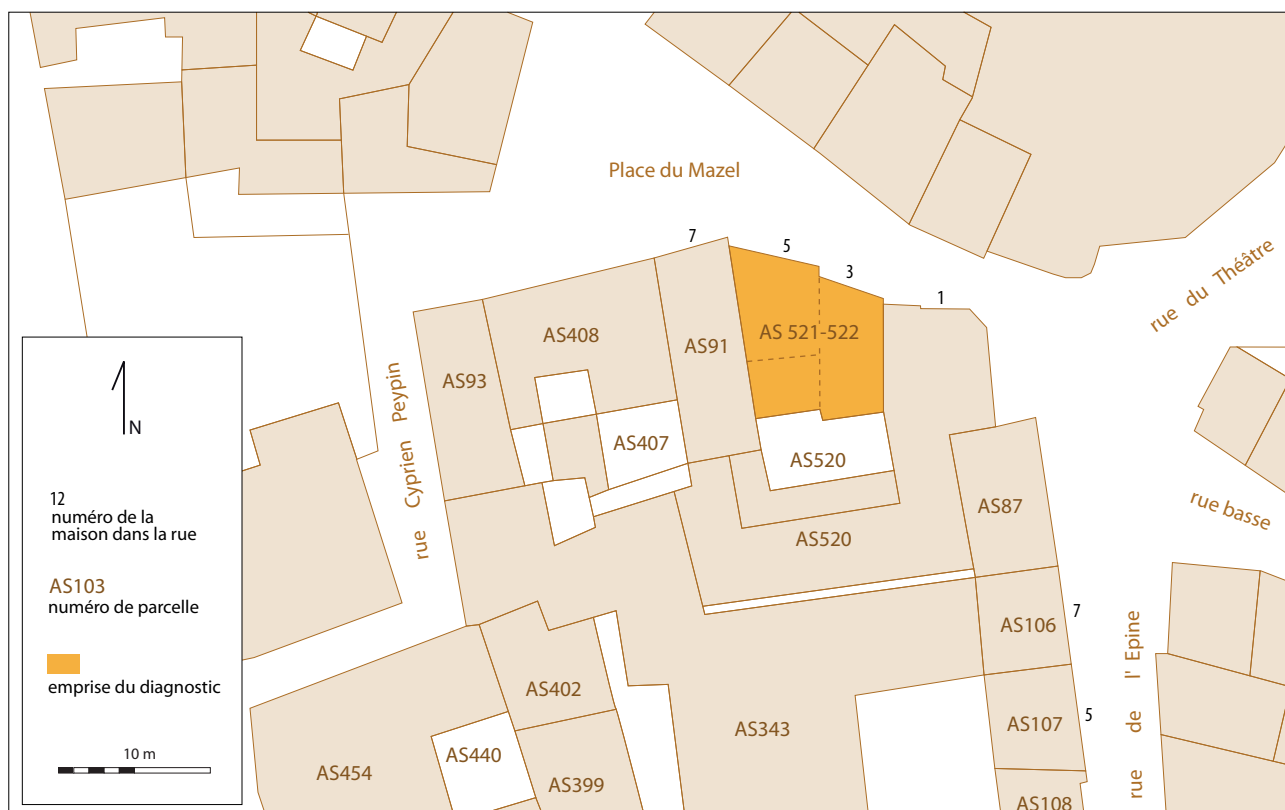 Place du Mazel
rue du Théâtre
7
5
3
1
AS408
AS 521-522
AS91
AS93
rue Cyprien Peypin
AS407
AS520
AS87
rue basse
AS520
AS106
7
rue de l' Epine
AS402
AS107
5
AS343
AS440
AS454
AS399
AS108
N
12
numéro de la
maison dans la rue
AS103
numéro de parcelle
emprise du diagnostic
10 m